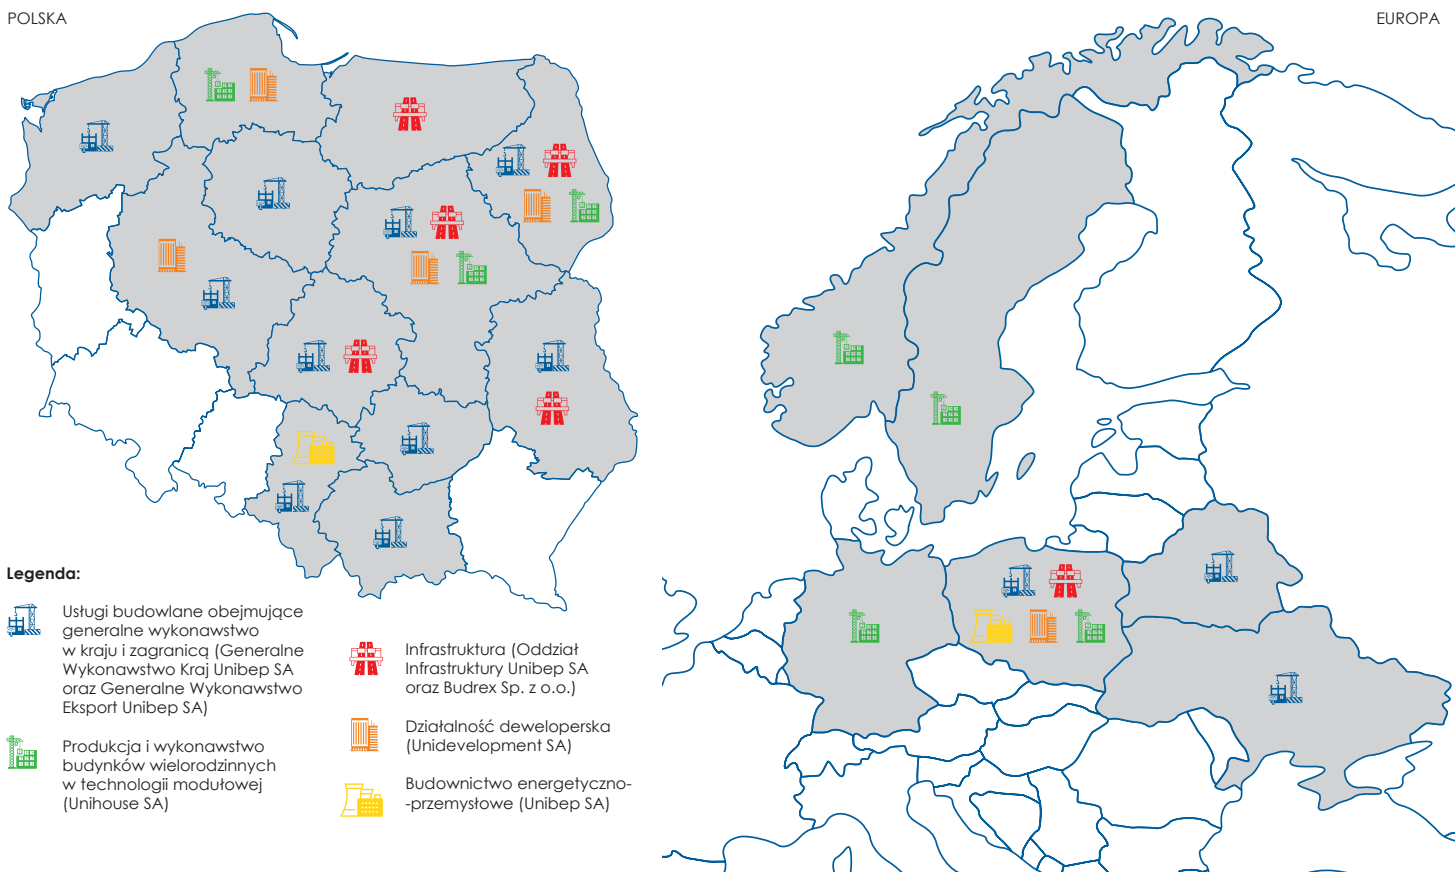 POLSKA
EUROPA
Legenda:
Usługi budowlane obejmujące
generalne wykonawstwo
w kraju i zagranicą (Generalne
Wykonawstwo Kraj Unibep SA
oraz Generalne Wykonawstwo
Eksport Unibep SA)
Produkcja i wykonawstwo
budynków wielorodzinnych
w technologii modułowej
(Unihouse SA)
Infrastruktura (Oddział
Infrastruktury Unibep SA
oraz Budrex Sp. z o.o.)
Działalność deweloperska
(Unidevelopment SA)
Budownictwo energetyczno-
-przemysłowe (Unibep SA)